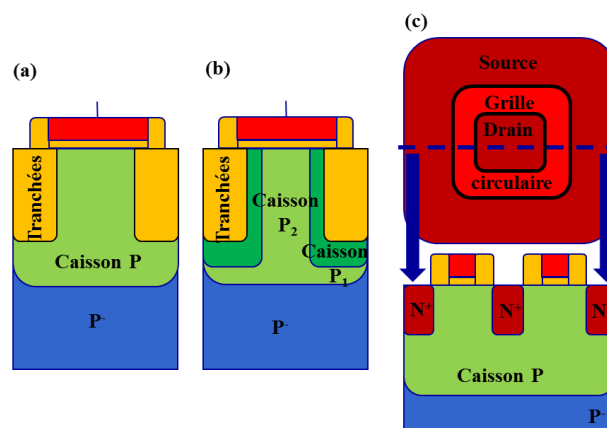 (a)
Tranchées
Caisson P
P-
(b)
Tranchées
Caisson
P2
Caisson
P1
P-
(c)
Source
Grille
Drain
circulaire
N+
N+
N
Caisson P
P-